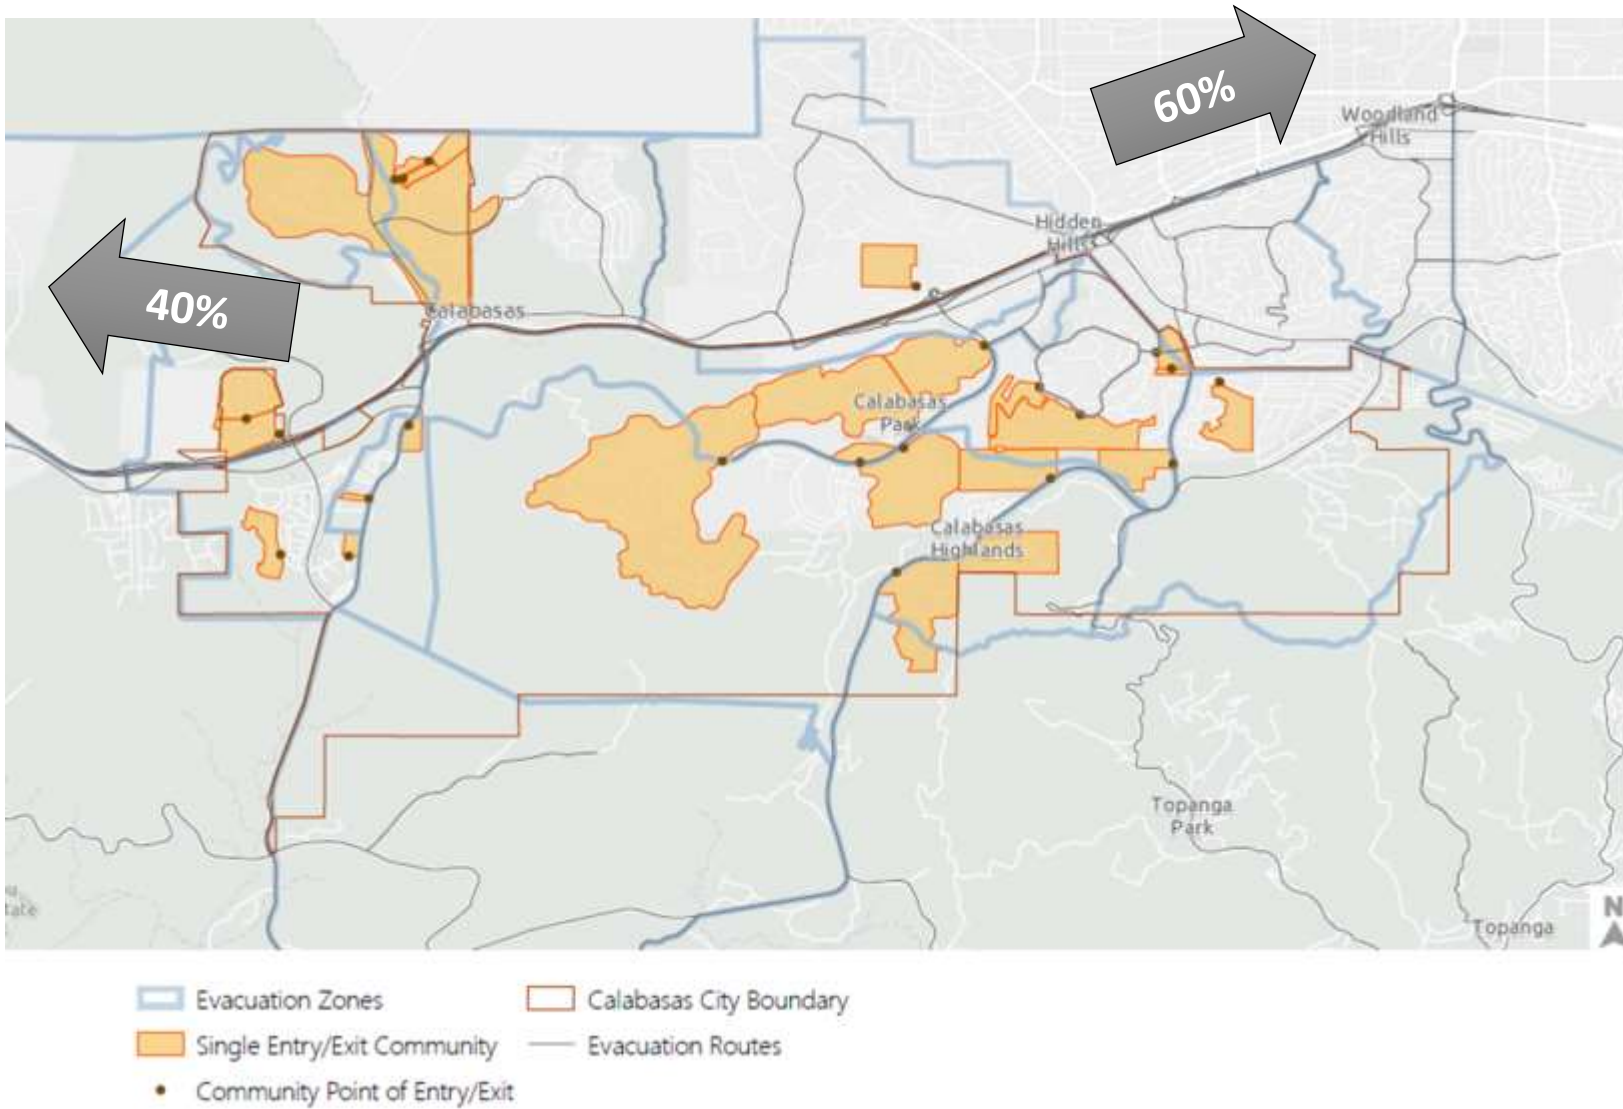 60%
Woodland
Hills
Hidden
Hills
40%
Calabasas
Calabasas
Park
Calabasas
Highlands
Topanga
Park
Topanga
N
Evacuation Zones
Calabasas City Boundary
Single Entry/Exit Community
Evacuation Routes
Community Point of Entry/Exit